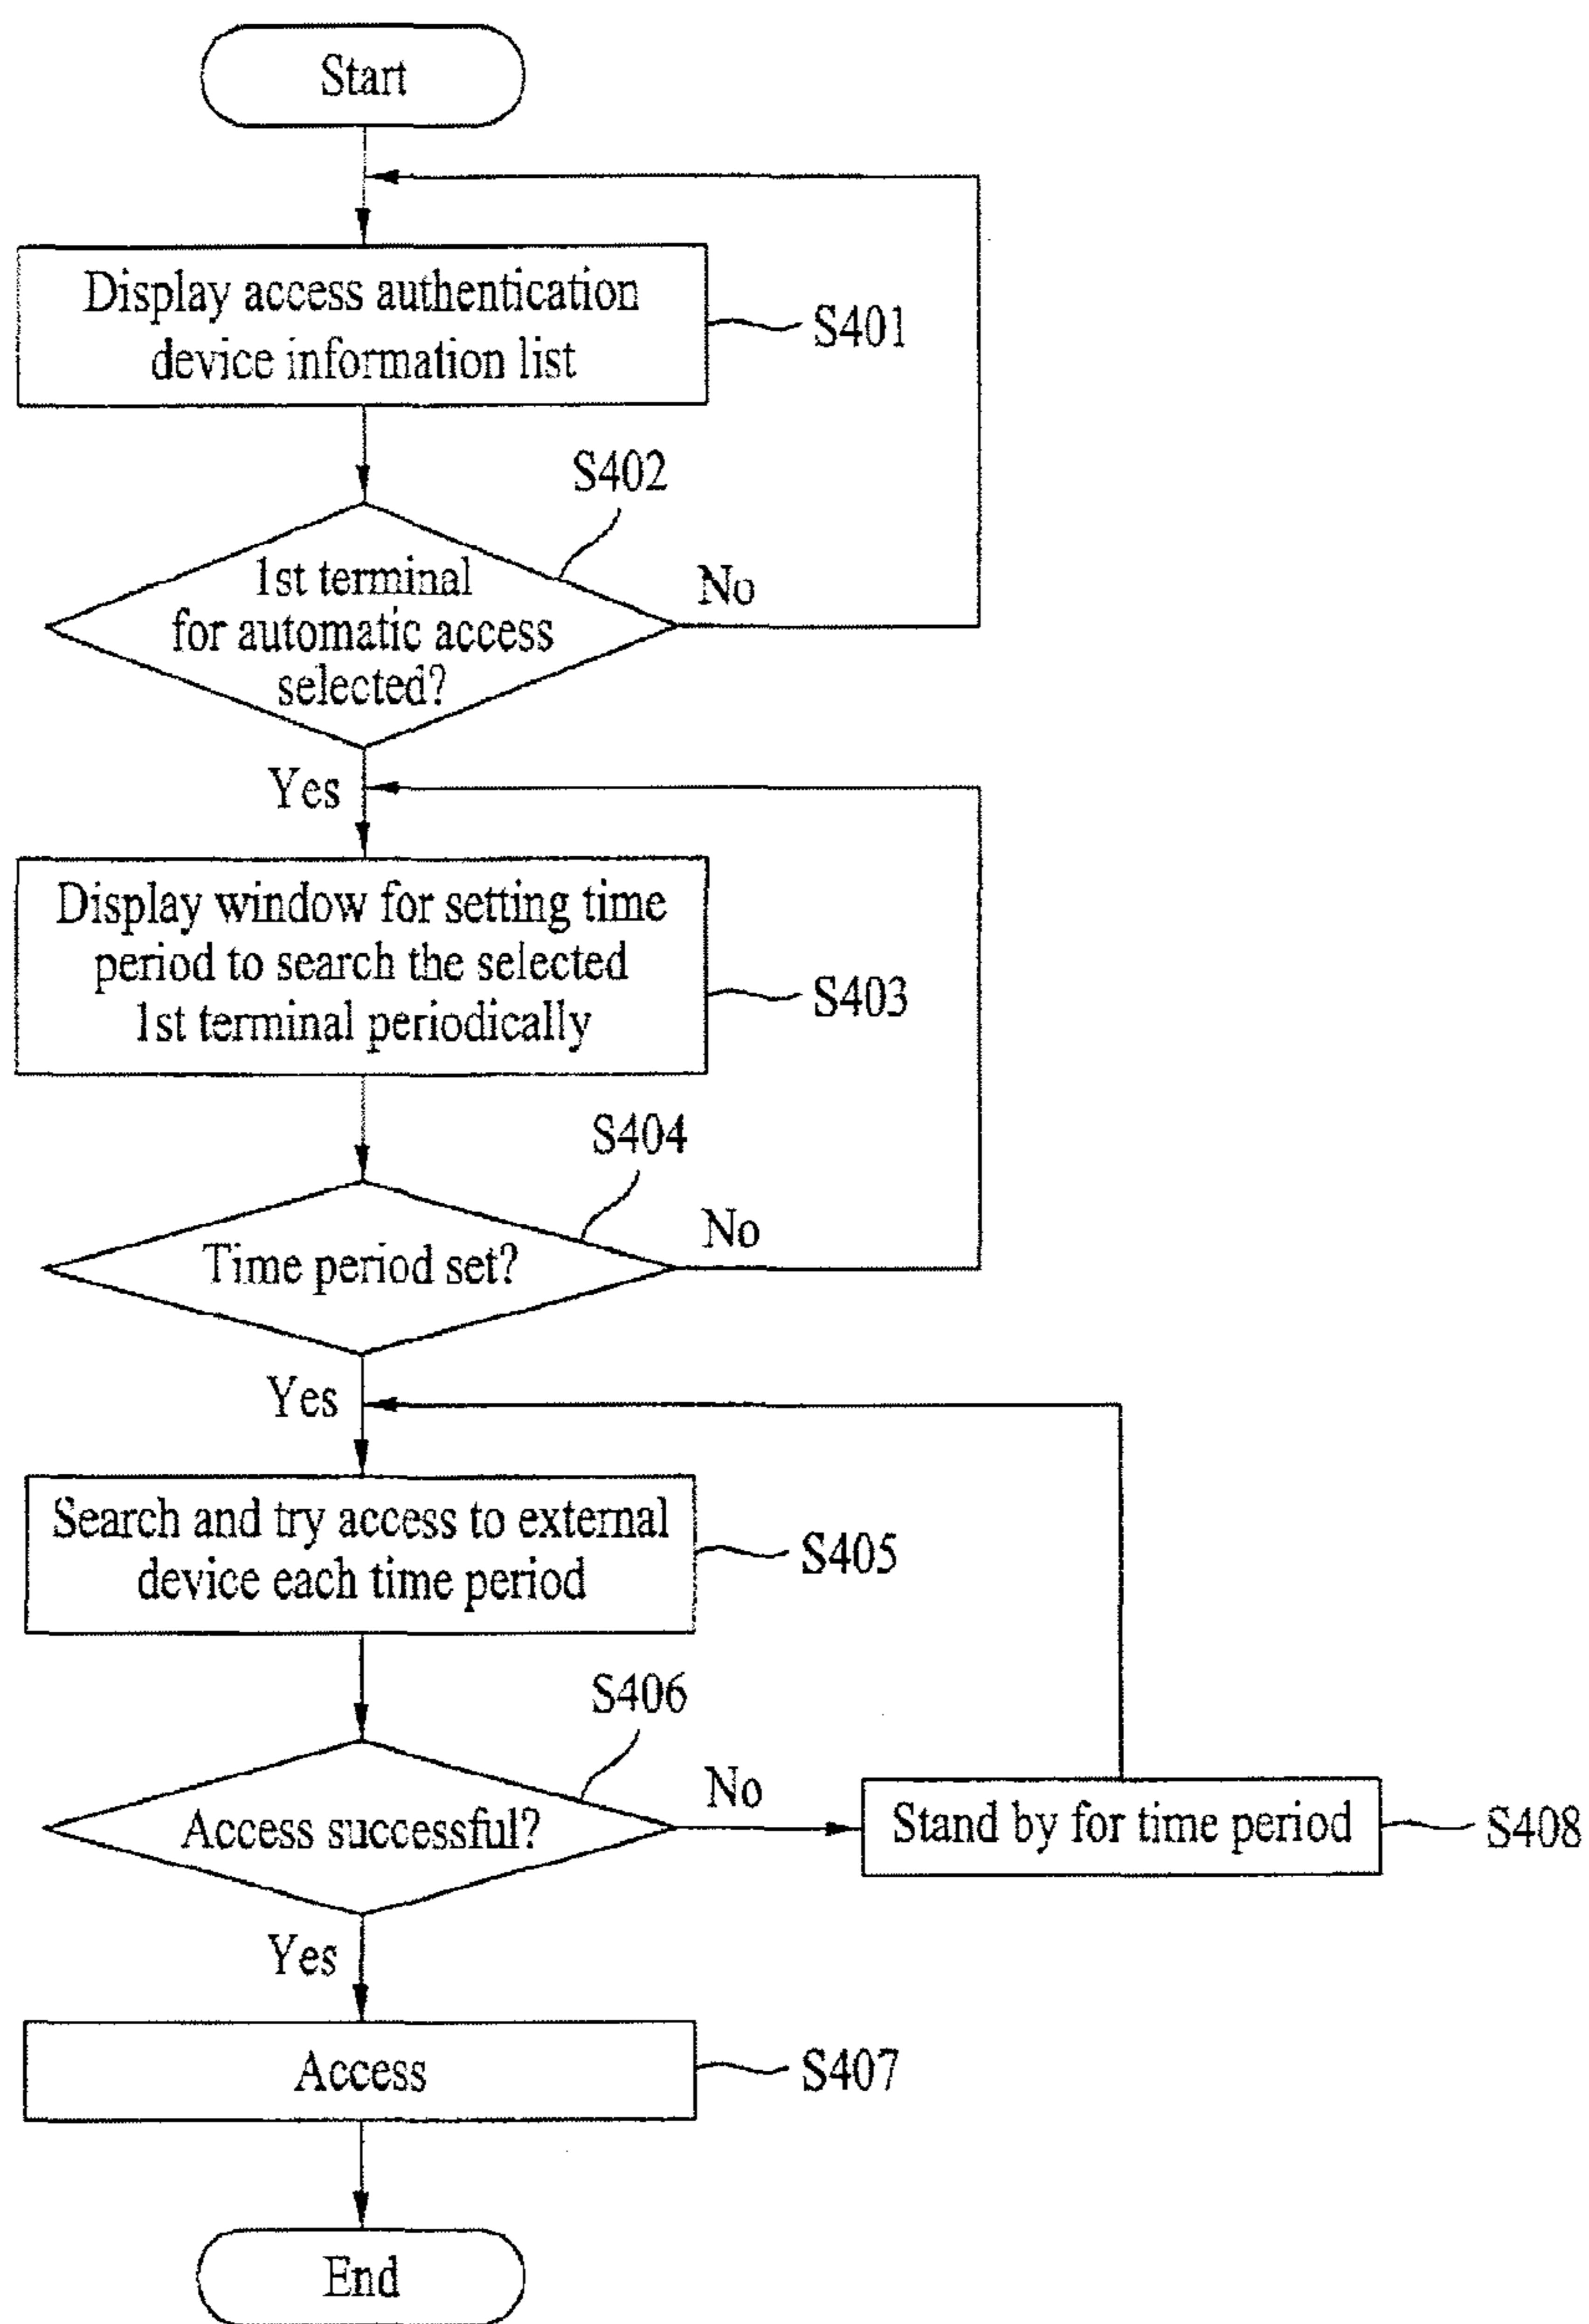 Start
Display access authentication
device information list
S401
S402
1st terminal
for automatic access
selected?
No
Yes
Display window for setting time
period to search the selected
1st terminal periodically
S403
S404
Time period set?
No
Yes
Search and try access to external
device each time period
S405
S406
Access successful?
No
Stand by for time period
S408
Yes
Access
S407
End